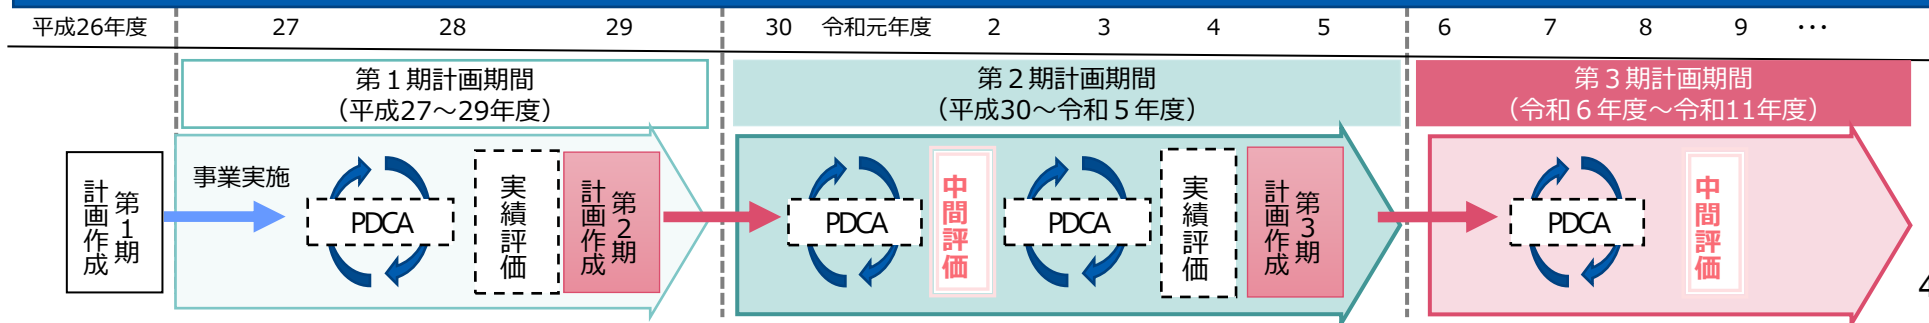 平成26年度 27 28 29 30 令和元年度 2 3 4 5 6 7 8 9 ・・・
第１期計画期間
（平成27～29年度）
第２期計画期間
（平成30～令和５年度）
第３期計画期間
（令和６年度～令和11年度）
第1期
計画作成
事業実施
PDCA
実績評価
第2期
計画作成
PDCA
中間評価
PDCA
実績評価
第3期
計画作成
PDCA
中間評価